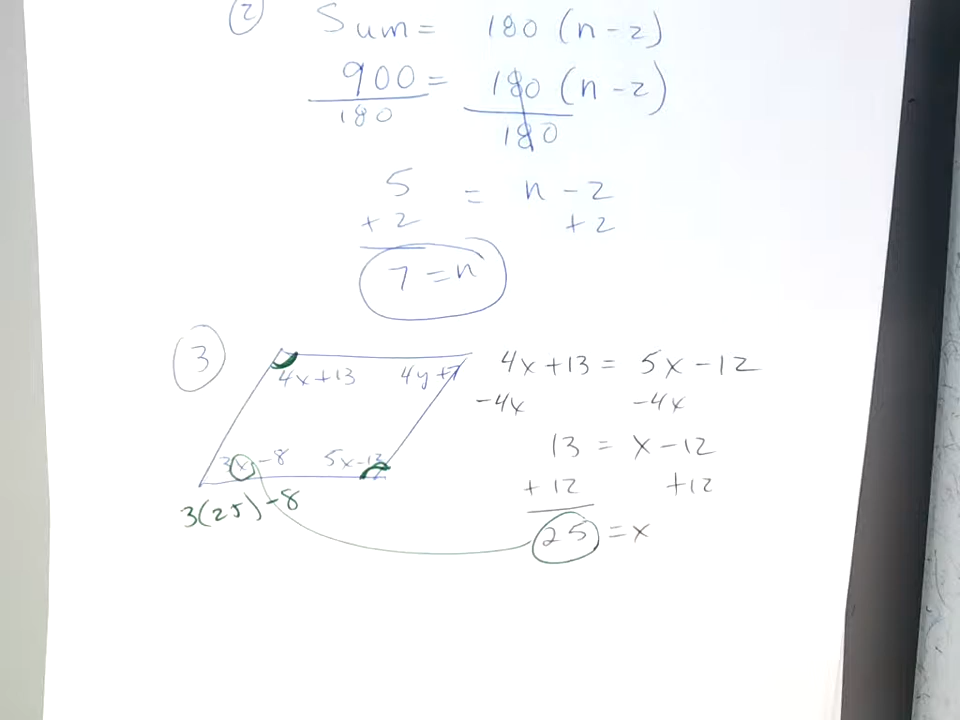 ② Sum = 180 (n - 2)
900 = 180 (n - 2)
180 180
5 = n - 2
+ 2 + 2
7 = n
③
4x + 13 4y + 7
3x - 8 5x - 12
3(25) - 8
4x + 13 = 5x - 12
-4x -4x
13 = x - 12
+ 12 +12
25 = x